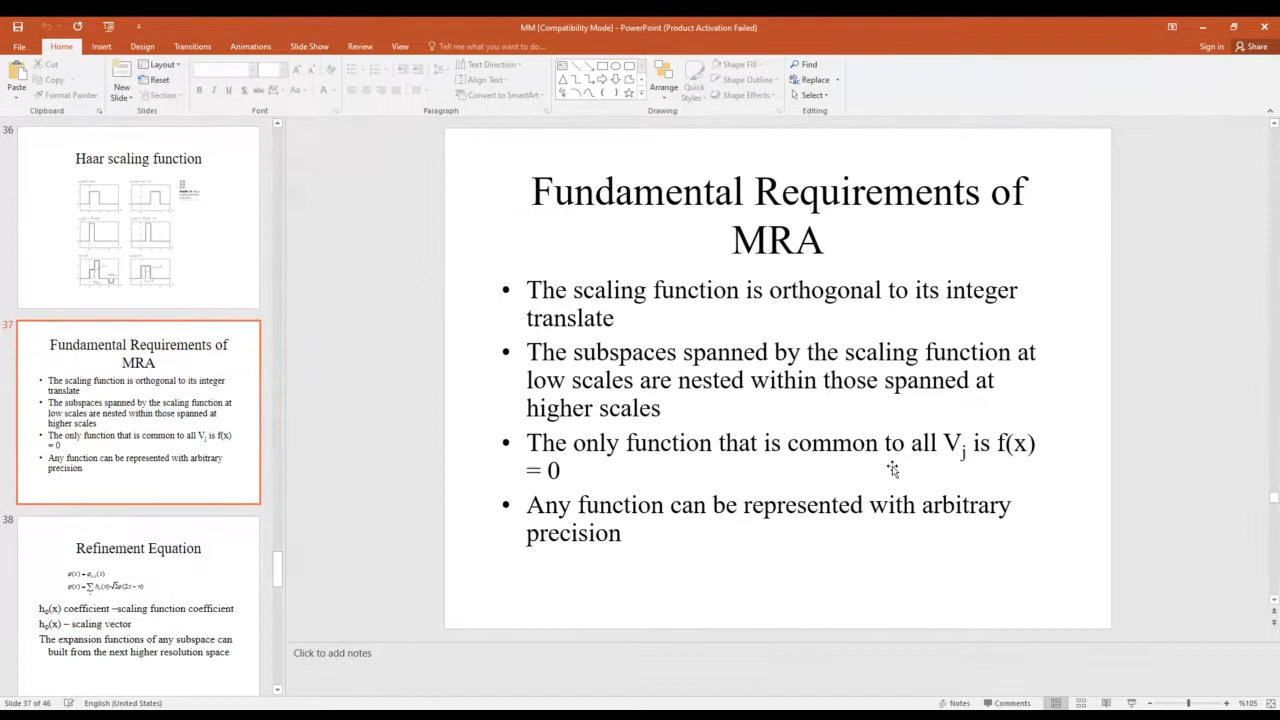 MM [Compatibility Mode] - PowerPoint (Product Activation Failed)
File Home Insert Design Transitions Animations Slide Show Review View Tell me what you want to do... Sign in Share
Paste Cut Copy Format Painter
Clipboard
New Slide Layout Reset Section
Slides
Font
Text Direction Align Text Convert to SmartArt
Paragraph
Arrange Quick Styles Shape Fill Shape Outline Shape Effects
Drawing
Find Replace Select
Editing
36
Haar scaling function
37
Fundamental Requirements of
MRA
• The scaling function is orthogonal to its integer
translate
• The subspaces spanned by the scaling function at
low scales are nested within those spanned at
higher scales
• The only function that is common to all Vj is f(x)
= 0
• Any function can be represented with arbitrary
precision
38
Refinement Equation
hφ(x) coefficient –scaling function coefficient
hφ(x) – scaling vector
The expansion functions of any subspace can
built from the next higher resolution space
Fundamental Requirements of
MRA
• The scaling function is orthogonal to its integer
translate
• The subspaces spanned by the scaling function at
low scales are nested within those spanned at
higher scales
• The only function that is common to all Vj is f(x)
= 0
• Any function can be represented with arbitrary
precision
Click to add notes
Slide 37 of 46 English (United States) Notes Comments %105